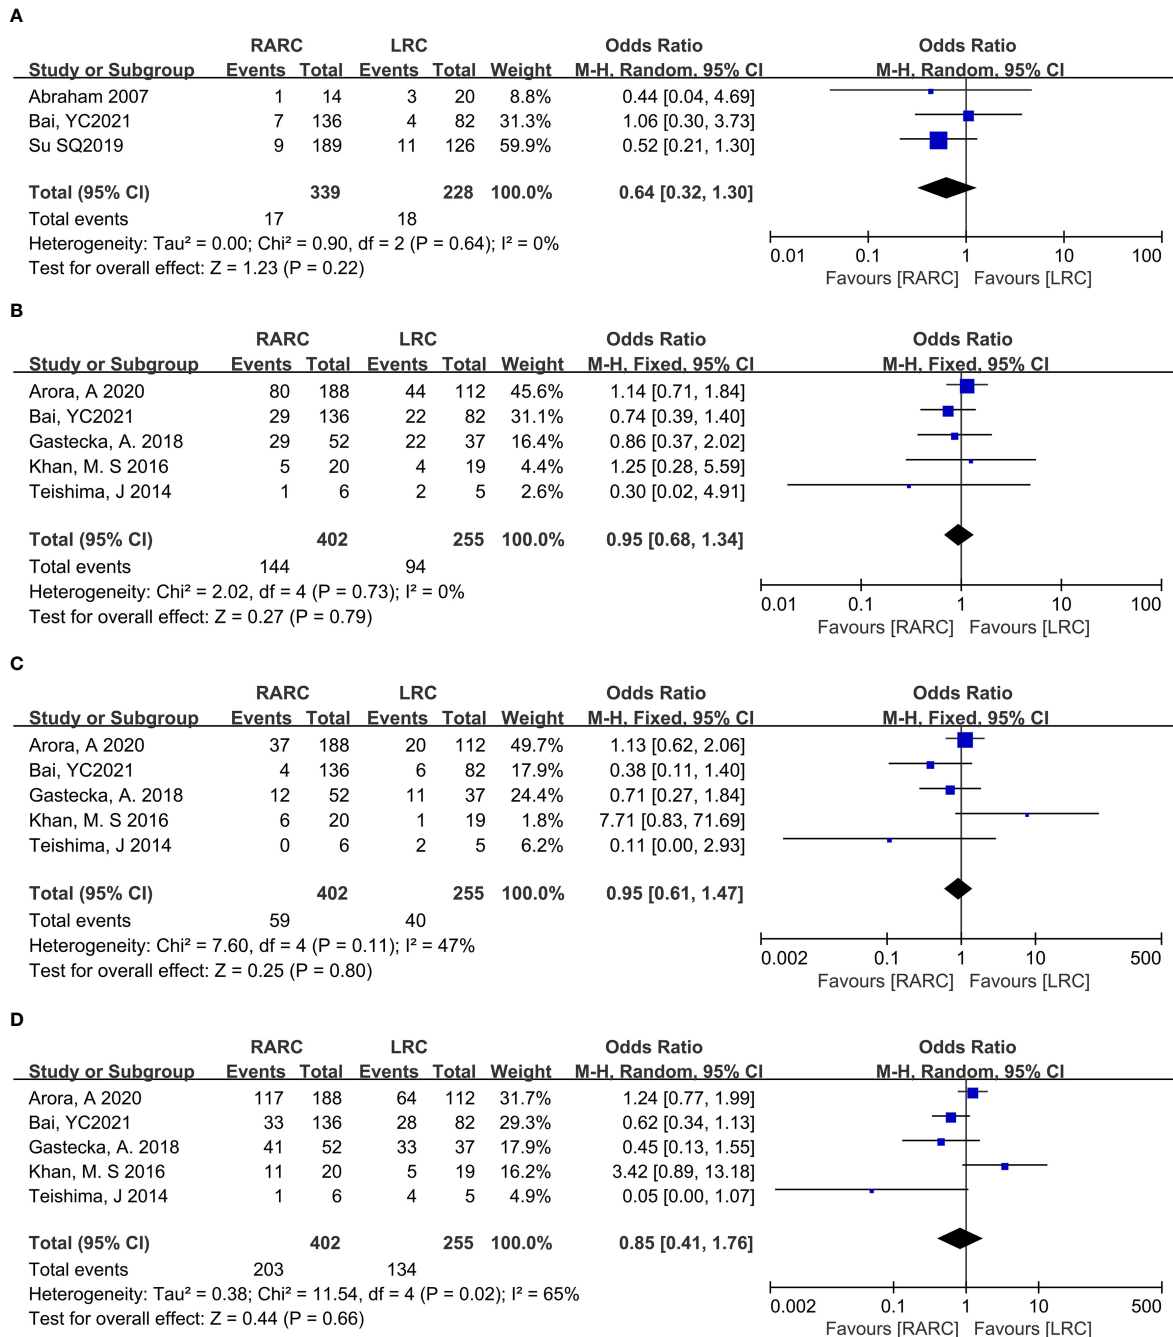 A
RARC LRC Odds Ratio Odds Ratio
Study or Subgroup Events Total Events Total Weight M-H, Random, 95% CI M-H, Random, 95% CI
Abraham 2007 1 14 3 20 8.8% 0.44 [0.04, 4.69]
Bai, YC2021 7 136 4 82 31.3% 1.06 [0.30, 3.73]
Su SQ2019 9 189 11 126 59.9% 0.52 [0.21, 1.30]
Total (95% CI) 339 228 100.0% 0.64 [0.32, 1.30]
Total events 17 18
Heterogeneity: Tau² = 0.00; Chi² = 0.90, df = 2 (P = 0.64); I² = 0%
Test for overall effect: Z = 1.23 (P = 0.22)
0.01 0.1 1 10 100
Favours [RARC] Favours [LRC]
B
RARC LRC Odds Ratio Odds Ratio
Study or Subgroup Events Total Events Total Weight M-H, Fixed, 95% CI M-H, Fixed, 95% CI
Arora, A 2020 80 188 44 112 45.6% 1.14 [0.71, 1.84]
Bai, YC2021 29 136 22 82 31.1% 0.74 [0.39, 1.40]
Gastecka, A. 2018 29 52 22 37 16.4% 0.86 [0.37, 2.02]
Khan, M. S 2016 5 20 4 19 4.4% 1.25 [0.28, 5.59]
Teishima, J 2014 1 6 2 5 2.6% 0.30 [0.02, 4.91]
Total (95% CI) 402 255 100.0% 0.95 [0.68, 1.34]
Total events 144 94
Heterogeneity: Chi² = 2.02, df = 4 (P = 0.73); I² = 0%
Test for overall effect: Z = 0.27 (P = 0.79)
0.01 0.1 1 10 100
Favours [RARC] Favours [LRC]
C
RARC LRC Odds Ratio Odds Ratio
Study or Subgroup Events Total Events Total Weight M-H, Fixed, 95% CI M-H, Fixed, 95% CI
Arora, A 2020 37 188 20 112 49.7% 1.13 [0.62, 2.06]
Bai, YC2021 4 136 6 82 17.9% 0.38 [0.11, 1.40]
Gastecka, A. 2018 12 52 11 37 24.4% 0.71 [0.27, 1.84]
Khan, M. S 2016 6 20 1 19 1.8% 7.71 [0.83, 71.69]
Teishima, J 2014 0 6 2 5 6.2% 0.11 [0.00, 2.93]
Total (95% CI) 402 255 100.0% 0.95 [0.61, 1.47]
Total events 59 40
Heterogeneity: Chi² = 7.60, df = 4 (P = 0.11); I² = 47%
Test for overall effect: Z = 0.25 (P = 0.80)
0.002 0.1 1 10 500
Favours [RARC] Favours [LRC]
D
RARC LRC Odds Ratio Odds Ratio
Study or Subgroup Events Total Events Total Weight M-H, Random, 95% CI M-H, Random, 95% CI
Arora, A 2020 117 188 64 112 31.7% 1.24 [0.77, 1.99]
Bai, YC2021 33 136 28 82 29.3% 0.62 [0.34, 1.13]
Gastecka, A. 2018 41 52 33 37 17.9% 0.45 [0.13, 1.55]
Khan, M. S 2016 11 20 5 19 16.2% 3.42 [0.89, 13.18]
Teishima, J 2014 1 6 4 5 4.9% 0.05 [0.00, 1.07]
Total (95% CI) 402 255 100.0% 0.85 [0.41, 1.76]
Total events 203 134
Heterogeneity: Tau² = 0.38; Chi² = 11.54, df = 4 (P = 0.02); I² = 65%
Test for overall effect: Z = 0.44 (P = 0.66)
0.002 0.1 1 10 500
Favours [RARC] Favours [LRC]